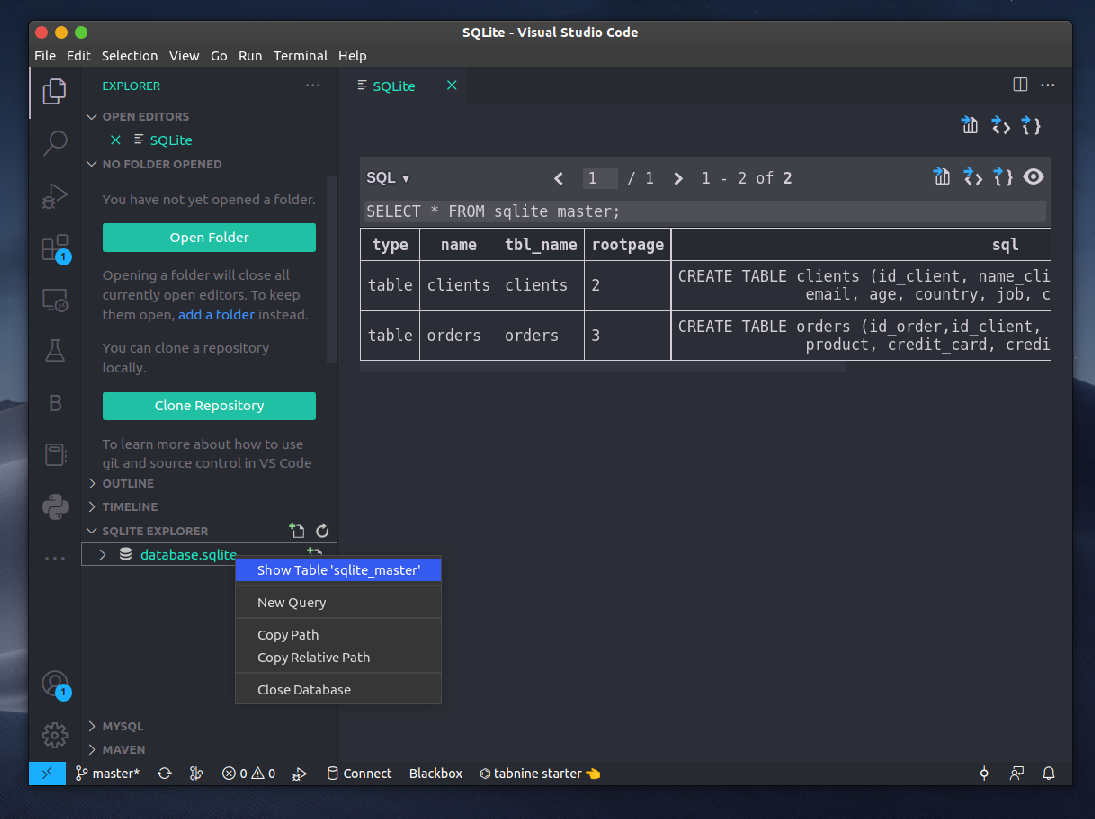 SQLite - Visual Studio Code
File Edit Selection View Go Run Terminal Help
EXPLORER
OPEN EDITORS
SQLite
NO FOLDER OPENED
You have not yet opened a folder.
Open Folder
Opening a folder will close all
currently open editors. To keep
them open, add a folder instead.
You can clone a repository
locally.
Clone Repository
To learn more about how to use
git and source control in VS Code
OUTLINE
TIMELINE
SQLITE EXPLORER
database.sqlite
Show Table 'sqlite_master'
New Query
Copy Path
Copy Relative Path
Close Database
MYSQL
MAVEN
1
B
1
SQLite
SQL
1 / 1 1 - 2 of 2
SELECT * FROM sqlite_master;
type name tbl_name rootpage sql
table clients clients 2 CREATE TABLE clients (id_client, name_cli
email, age, country, job, c
table orders orders 3 CREATE TABLE orders (id_order,id_client,
product, credit_card, credi
master* 0 0 Connect Blackbox tabnine starter